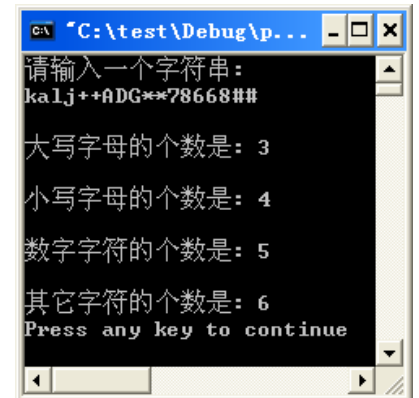 "C:\test\Debug\p...
请输入一个字符串:
kalj++ADG**78668##
大写字母的个数是: 3
小写字母的个数是: 4
数字字符的个数是: 5
其它字符的个数是: 6
Press any key to continue